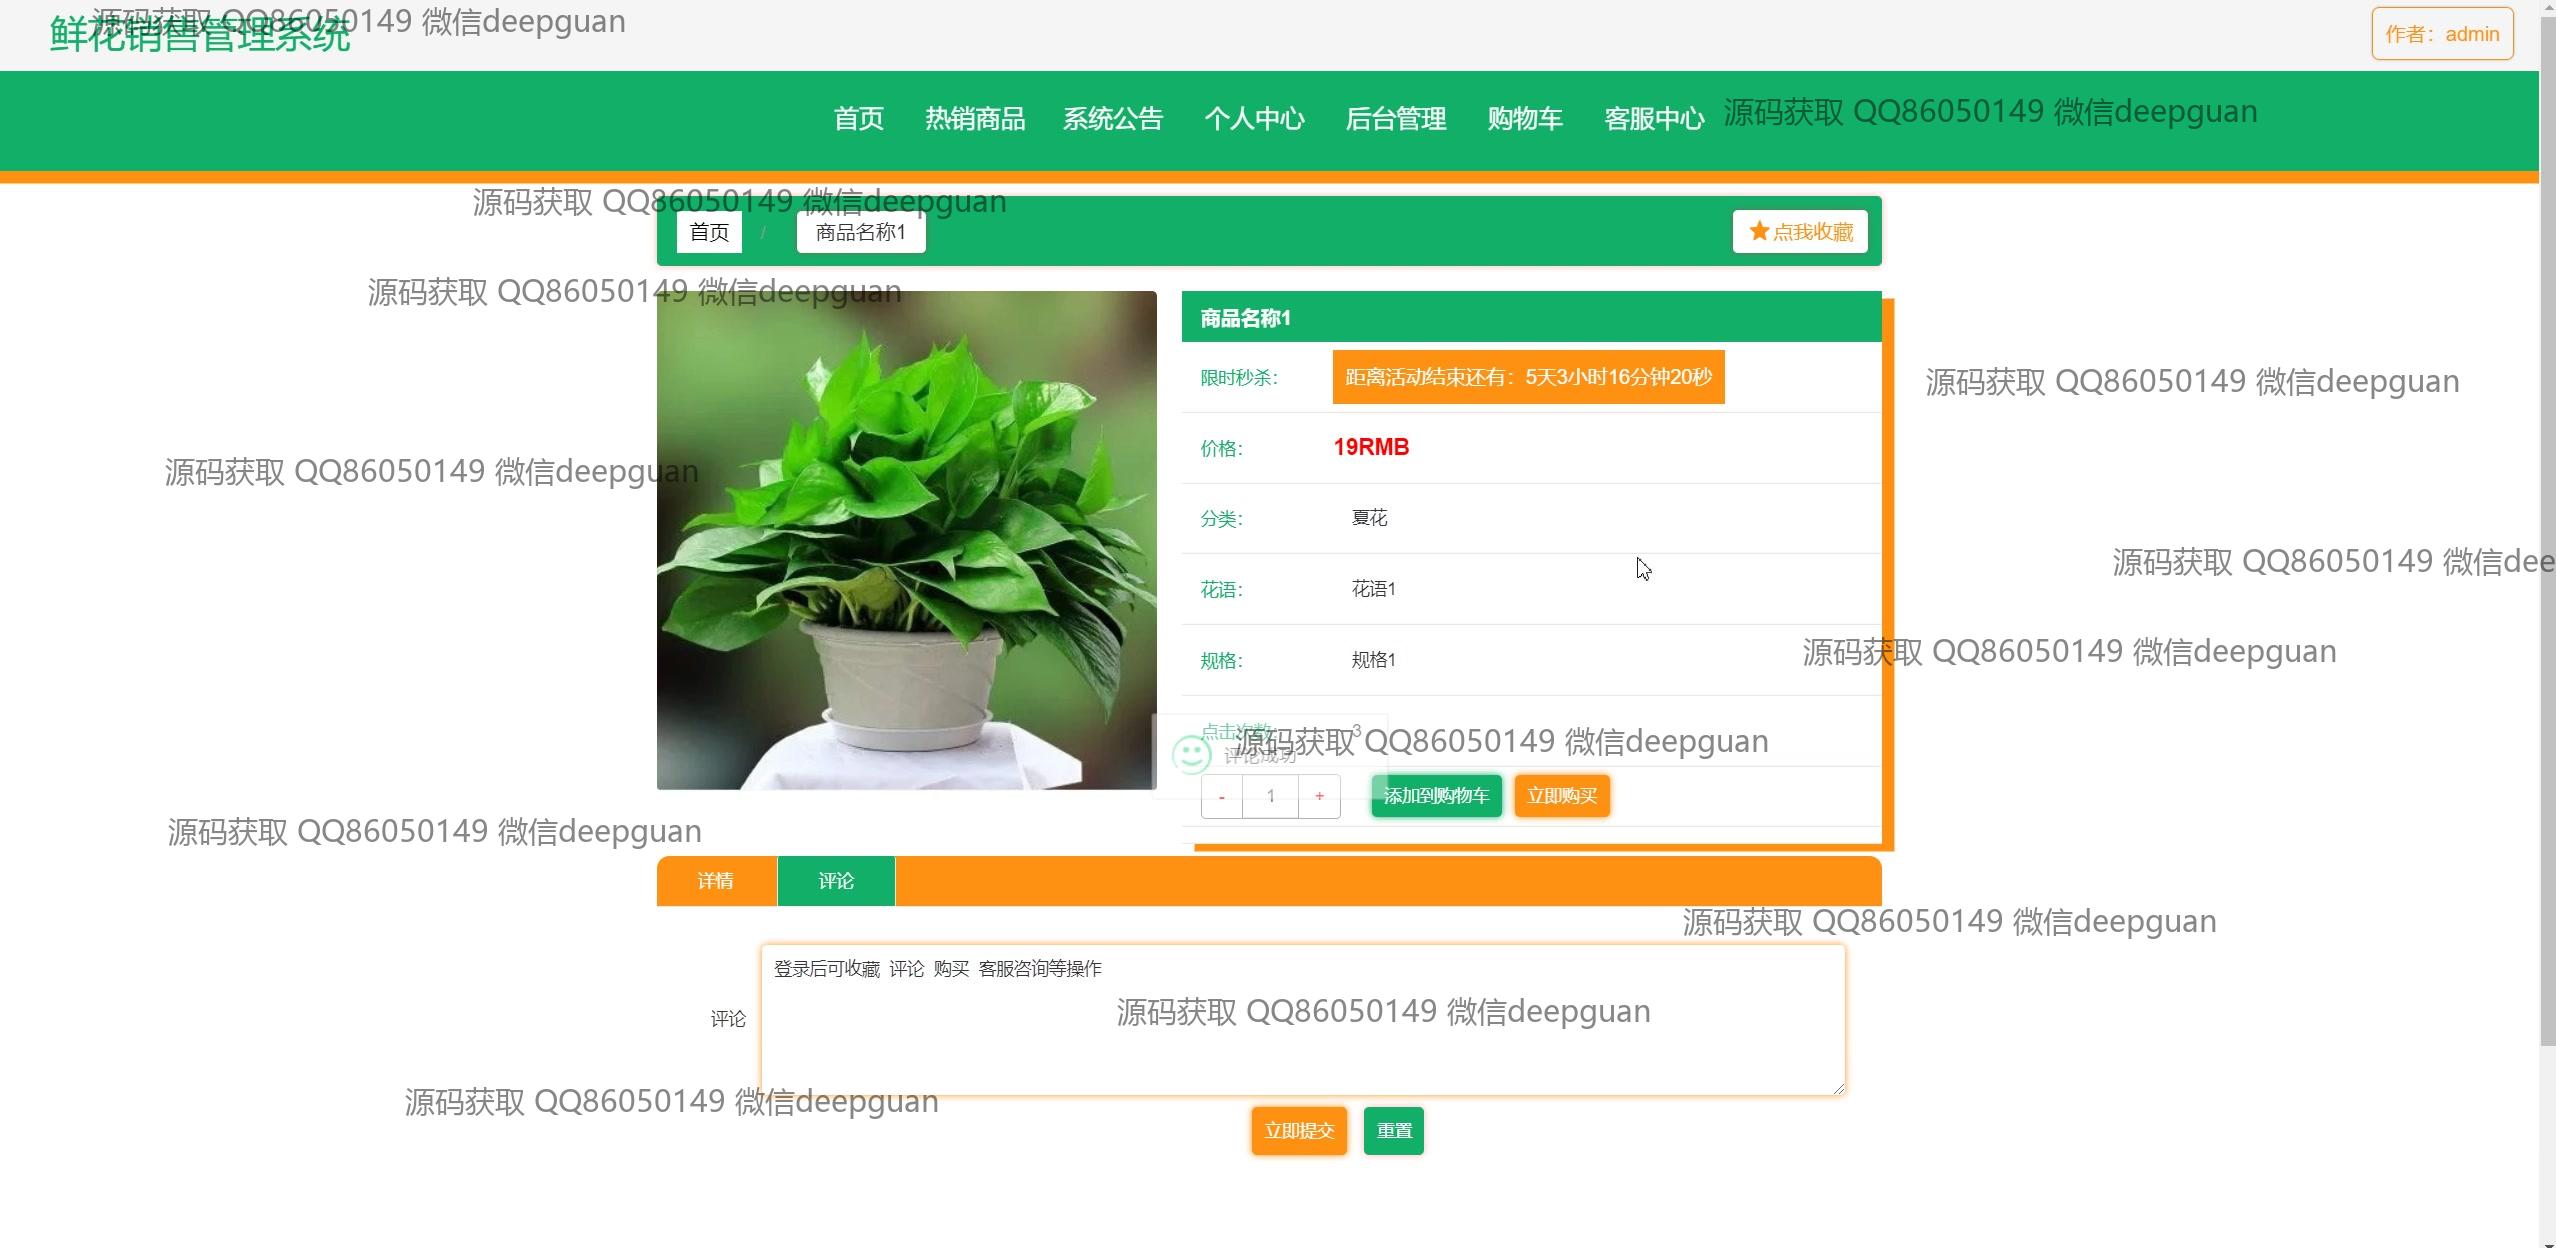 鲜花销售管理系统
源码获取 QQ86050149 微信deepguan
作者：admin
首页 热销商品 系统公告 个人中心 后台管理 购物车 客服中心
源码获取 QQ86050149 微信deepguan
源码获取 QQ86050149 微信deepguan
首页 / 商品名称1
点我收藏
源码获取 QQ86050149 微信deepguan
商品名称1
限时秒杀： 距离活动结束还有：5天3小时16分钟20秒
源码获取 QQ86050149 微信deepguan
价格： 19RMB
源码获取 QQ86050149 微信deepguan
分类： 夏花
源码获取 QQ86050149 微信dee
花语： 花语1
规格： 规格1
源码获取 QQ86050149 微信deepguan
点击次数： 3
源码获取 QQ86050149 微信deepguan
评论成功
- 1 + 添加到购物车 立即购买
源码获取 QQ86050149 微信deepguan
详情 评论
源码获取 QQ86050149 微信deepguan
登录后可收藏 评论 购买 客服咨询等操作
评论
源码获取 QQ86050149 微信deepguan
源码获取 QQ86050149 微信deepguan
立即提交 重置